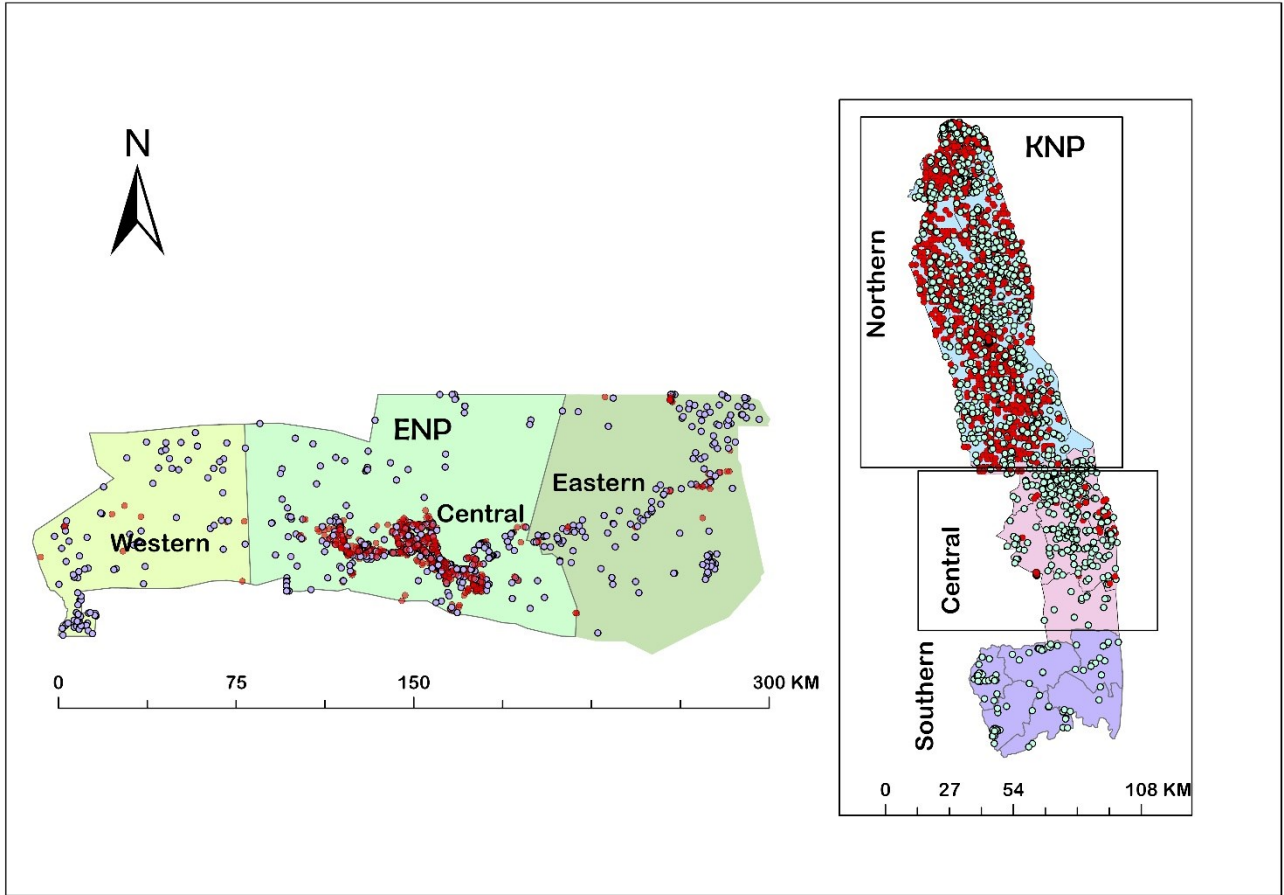 N
ENP
Western
Central
Eastern
0 75 150 300 KM
KNP
Northern
Central
Southern
0 27 54 108 KM